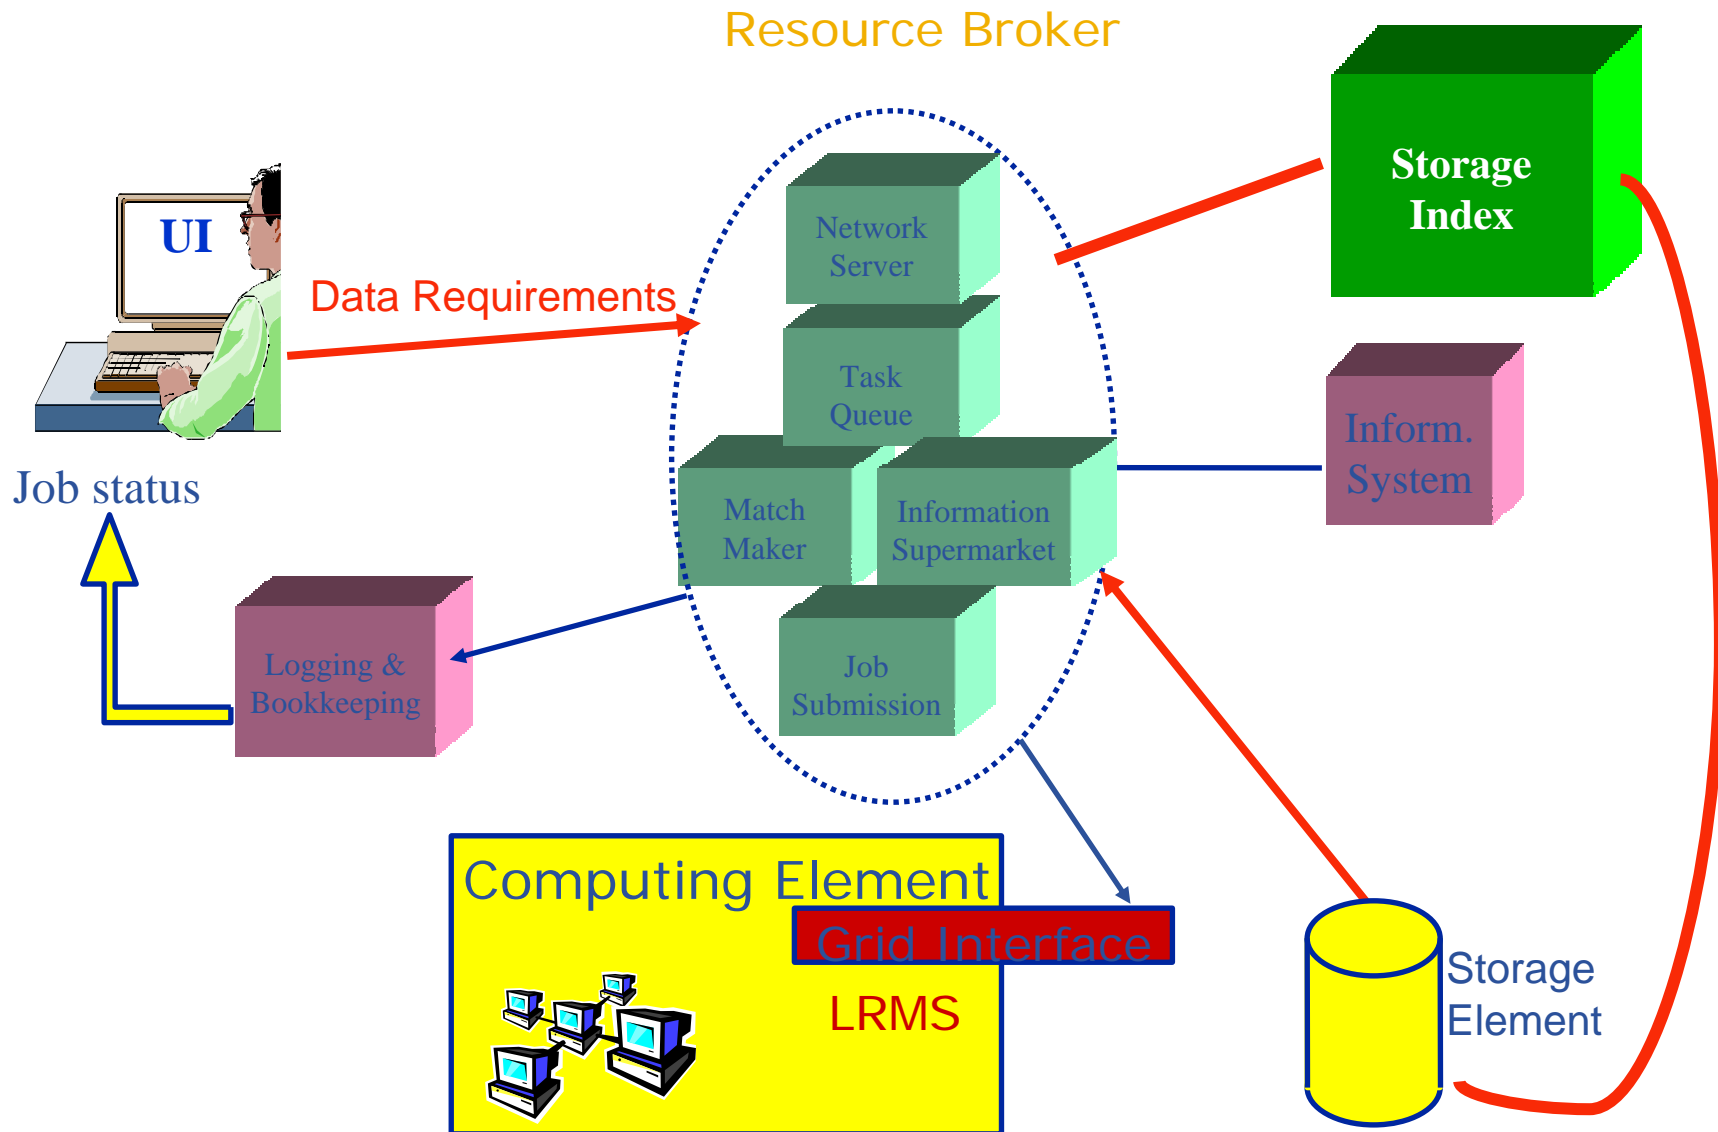 Resource Broker
Storage
Index
UI
Network
Server
Data Requirements
Task
Queue
Inform.
System
Job status
Match
Maker
Information
Supermarket
Logging &
Bookkeeping
Job
Submission
Computing Element
Grid Interface
LRMS
Storage
Element